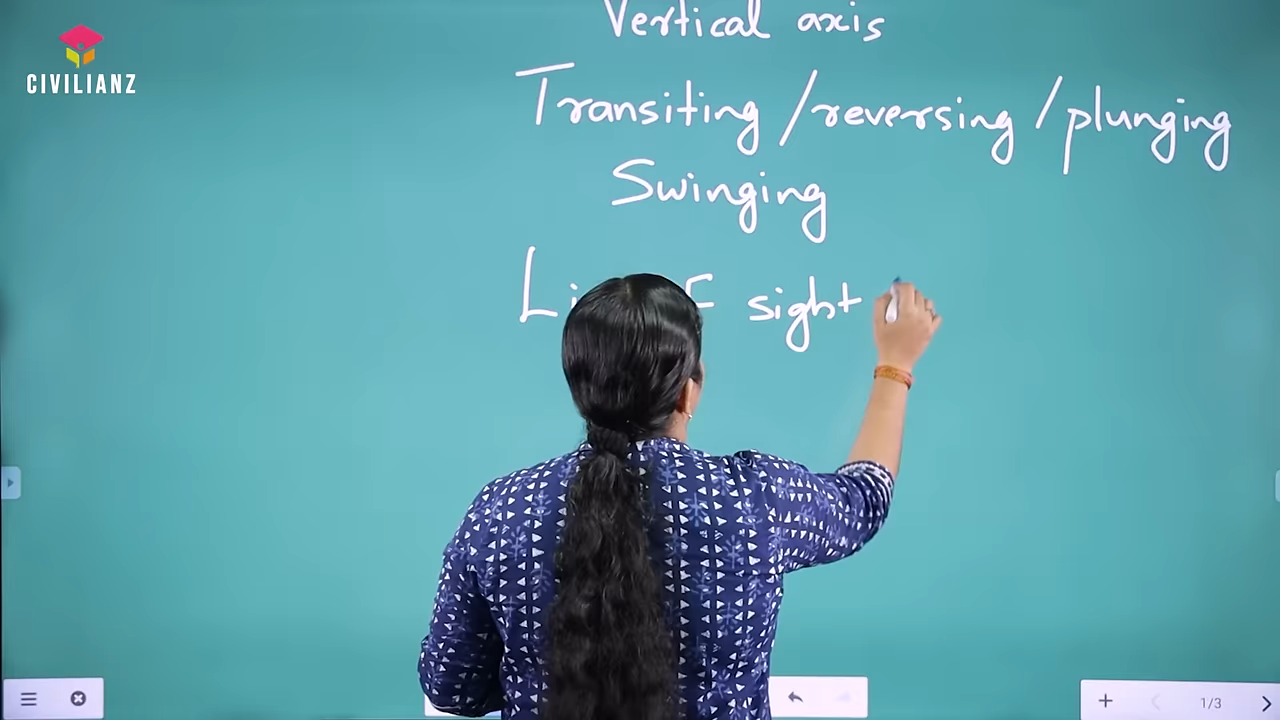 CIVILIANZ
Vertical axis
Transiting / reversing / plunging
Swinging
sight
1/3